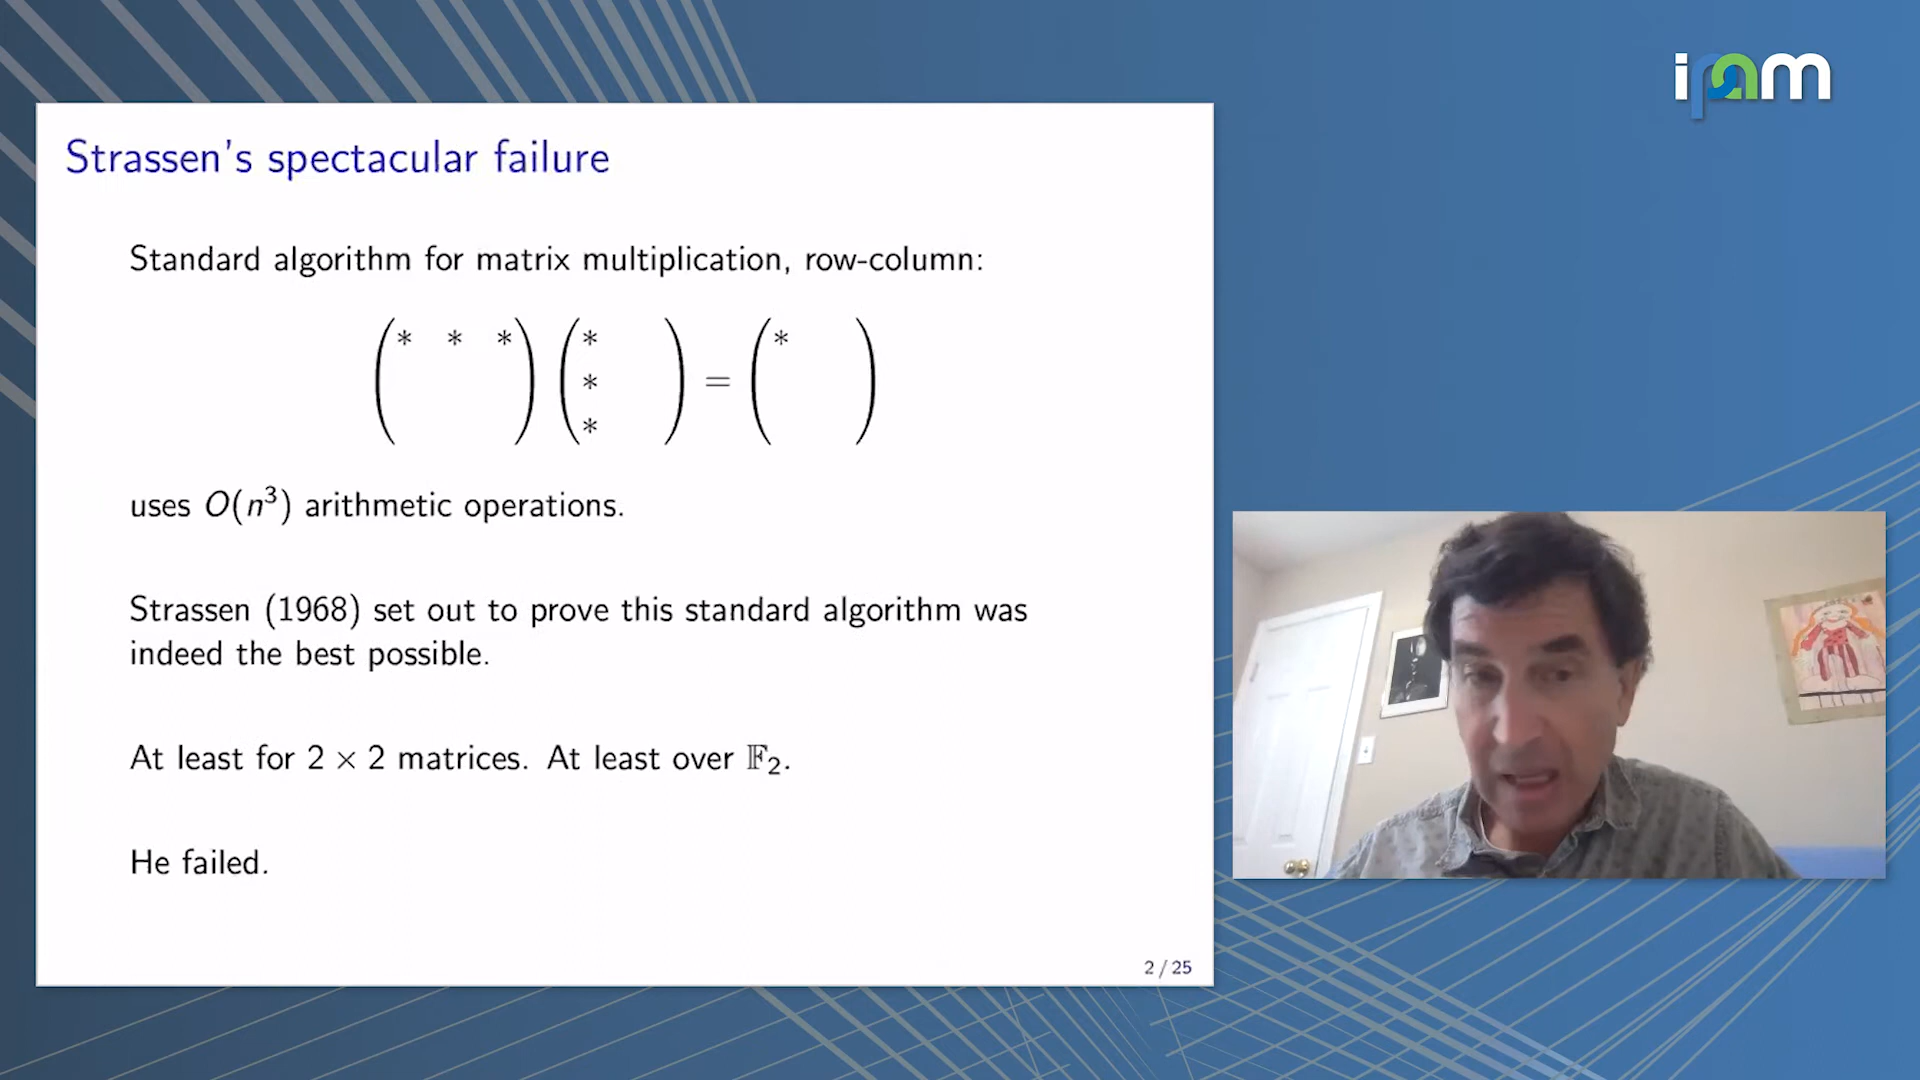 ipam
Strassen's spectacular failure
Standard algorithm for matrix multiplication, row-column:
(* * *) (* * *) = (*)
uses O(n³) arithmetic operations.
Strassen (1968) set out to prove this standard algorithm was
indeed the best possible.
At least for 2 × 2 matrices. At least over 𝔽₂.
He failed.
2 / 25